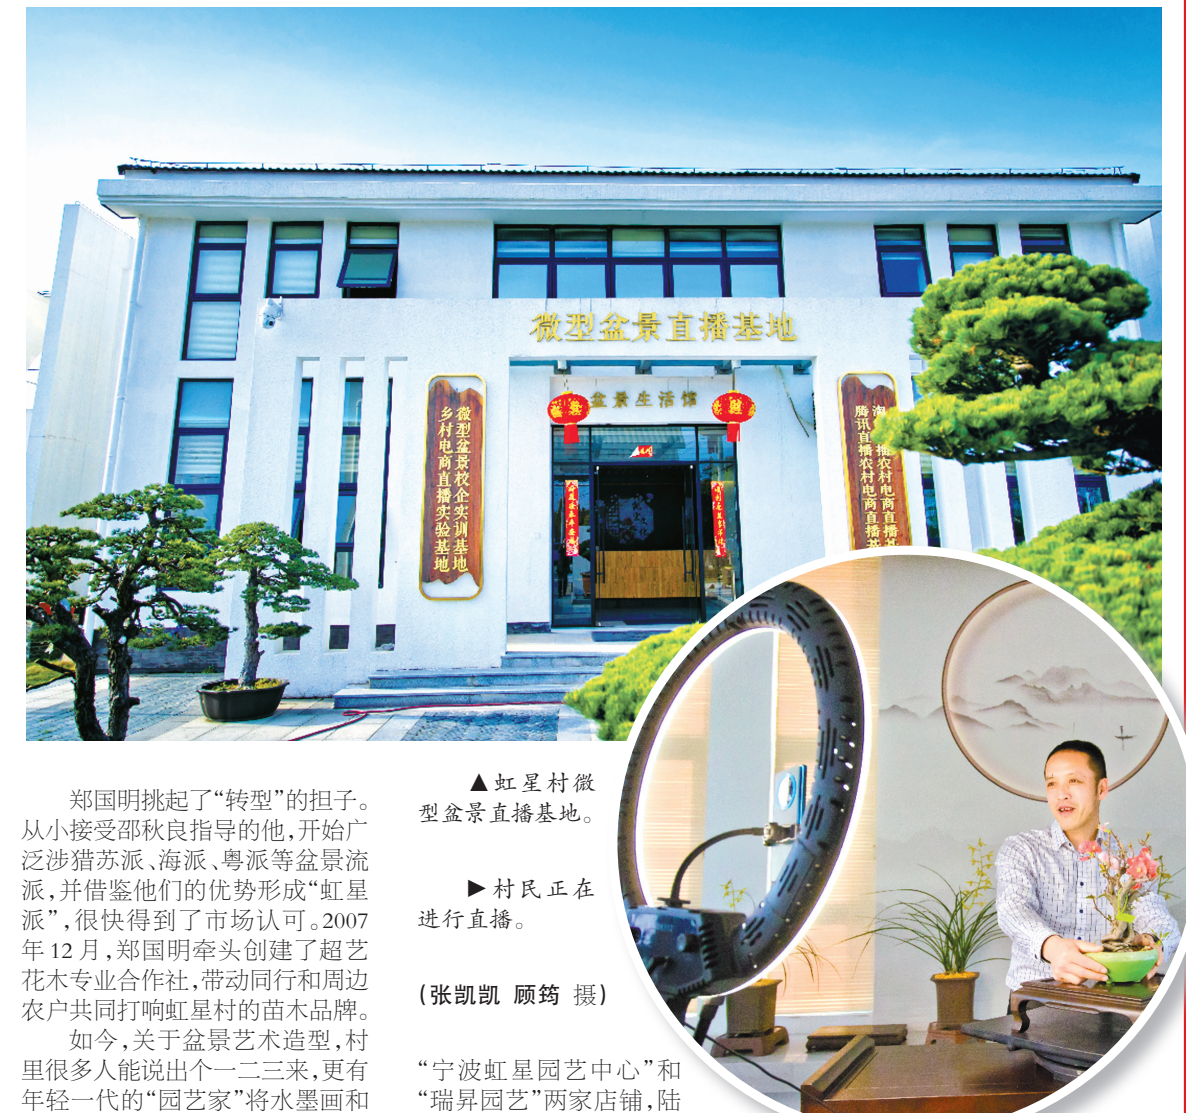 微型盆景直播基地
盆景生活馆
微型盆景校企实训基地
乡村电商直播实验基地
腾讯直播农村电商直播基
郑国明挑起了“转型”的担子。
从小接受邵秋良指导的他,开始广
泛涉猎苏派、海派、粤派等盆景流
派,并借鉴他们的优势形成“虹星
派”,很快得到了市场认可。2007
年12月,郑国明牵头创建了超艺
花木专业合作社,带动同行和周边
农户共同打响虹星村的苗木品牌。
如今,关于盆景艺术造型,村
里很多人能说出个一二三来,更有
年轻一代的“园艺家”将水墨画和
▲虹星村微
型盆景直播基地。
▶村民正在
进行直播。
(张凯凯 顾筠 摄)
“宁波虹星园艺中心”和
“瑞昇园艺”两家店铺,陆